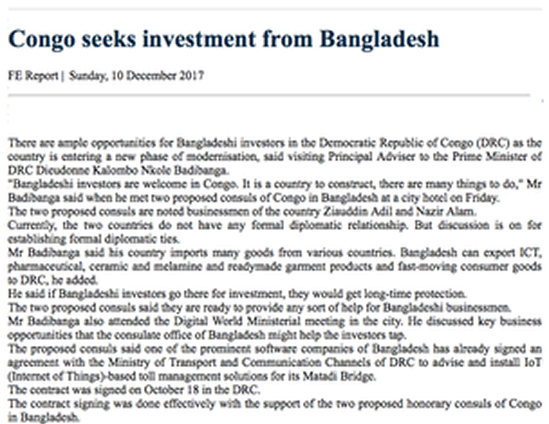 Congo seeks investment from Bangladesh
FE Report | Sunday, 10 December 2017
There are ample opportunities for Bangladeshi investors in the Democratic Republic of Congo (DRC) as the
country is entering a new phase of modernisation, said visiting Principal Adviser to the Prime Minister of
DRC Dieudonne Kalombo Nkole Badibanga.
"Bangladeshi investors are welcome in Congo. It is a country to construct, there are many things to do," Mr
Badibanga said when he met two proposed consuls of Congo in Bangladesh at a city hotel on Friday.
The two proposed consuls are noted businessmen of the country Ziauddin Adil and Nazir Alam.
Currently, the two countries do not have any formal diplomatic relationship. But discussion is on for
establishing formal diplomatic ties.
Mr Badibanga said his country imports many goods from various countries. Bangladesh can export ICT,
pharmaceutical, ceramic and melamine and readymade garment products and fast-moving consumer goods
to DRC, he added.
He said if Bangladeshi investors go there for investment, they would get long-time protection.
The two proposed consuls said they are ready to provide any sort of help for Bangladeshi businessmen.
Mr Badibanga also attended the Digital World Ministerial meeting in the city. He discussed key business
opportunities that the consulate office of Bangladesh might help the investors tap.
The proposed consuls said one of the prominent software companies of Bangladesh has already signed an
agreement with the Ministry of Transport and Communication Channels of DRC to advise and install IoT
(Internet of Things)-based toll management solutions for its Matadi Bridge.
The contract was signed on October 18 in the DRC.
The contract signing was done effectively with the support of the two proposed honorary consuls of Congo
in Bangladesh.